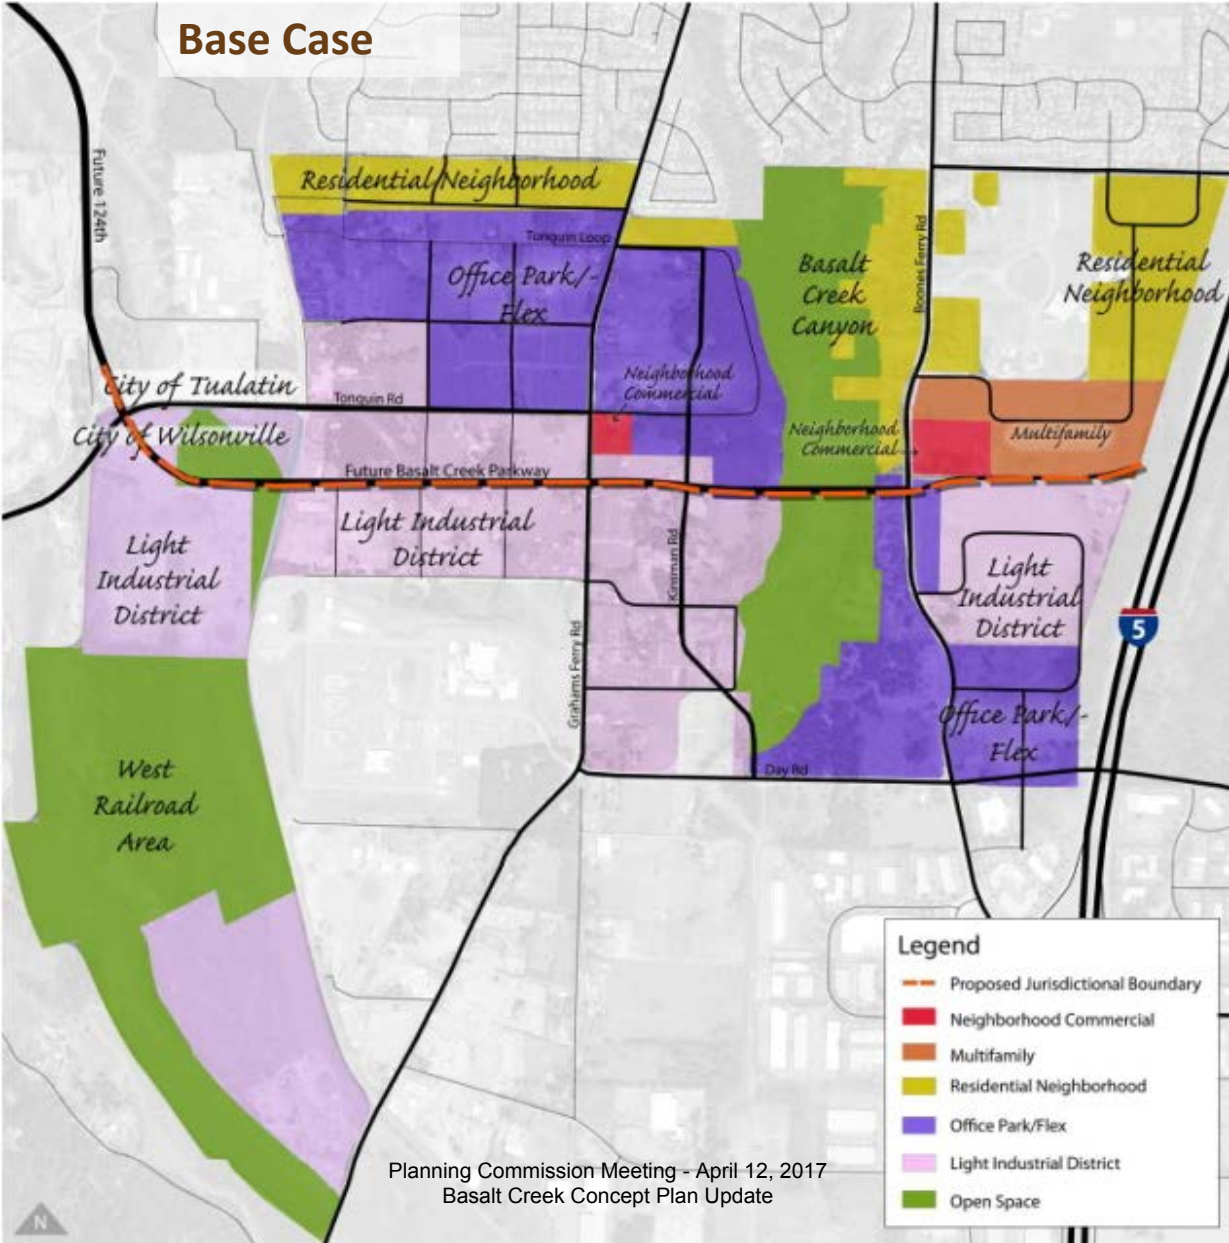 Base Case
Future 124th
Residential Neighborhood
Tonquin Loop
Office Park/-
Flex
Basalt
Creek
Canyon
Boones Ferry Rd
Residential
Neighborhood
Neighborhood
Commercial
City of Tualatin
Tonquin Rd
City of Wilsonville
Neighborhood
Commercial
Multifamily
Future Basalt Creek Parkway
Light Industrial
District
Light
Industrial
District
Kinsman Rd
Light
Industrial
District
5
Grahams Ferry Rd
Office Park/-
Flex
Day Rd
West
Railroad
Area
Legend
Proposed Jurisdictional Boundary
Neighborhood Commercial
Multifamily
Residential Neighborhood
Office Park/Flex
Light Industrial District
Open Space
Planning Commission Meeting - April 12, 2017
Basalt Creek Concept Plan Update
N